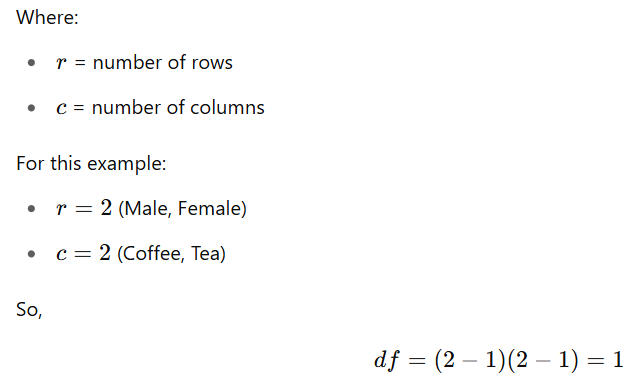 Where:
• r = number of rows
• c = number of columns
For this example:
• r = 2 (Male, Female)
• c = 2 (Coffee, Tea)
So,
df = (2 − 1)(2 − 1) = 1